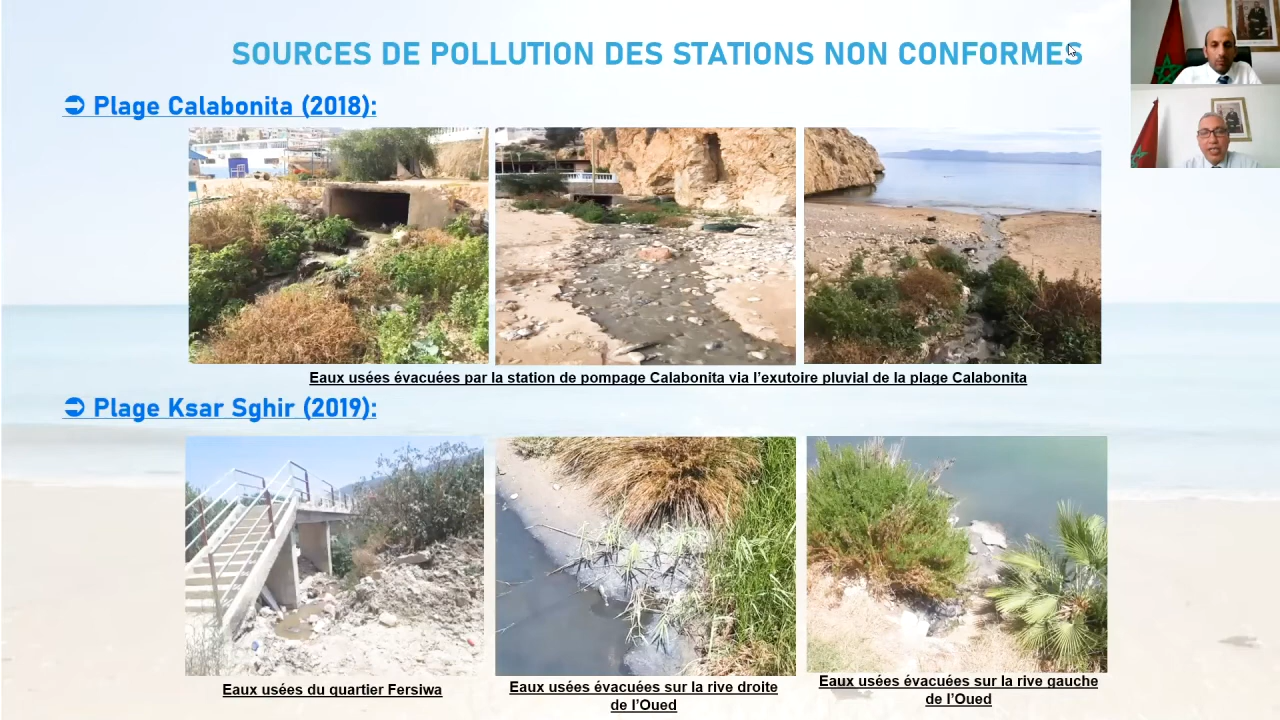 SOURCES DE POLLUTION DES STATIONS NON CONFORMES
➲ Plage Calabonita (2018):
Eaux usées évacuées par la station de pompage Calabonita via l’exutoire pluvial de la plage Calabonita
➲ Plage Ksar Sghir (2019):
Eaux usées du quartier Fersiwa
Eaux usées évacuées sur la rive droite
de l’Oued
Eaux usées évacuées sur la rive gauche
de l’Oued